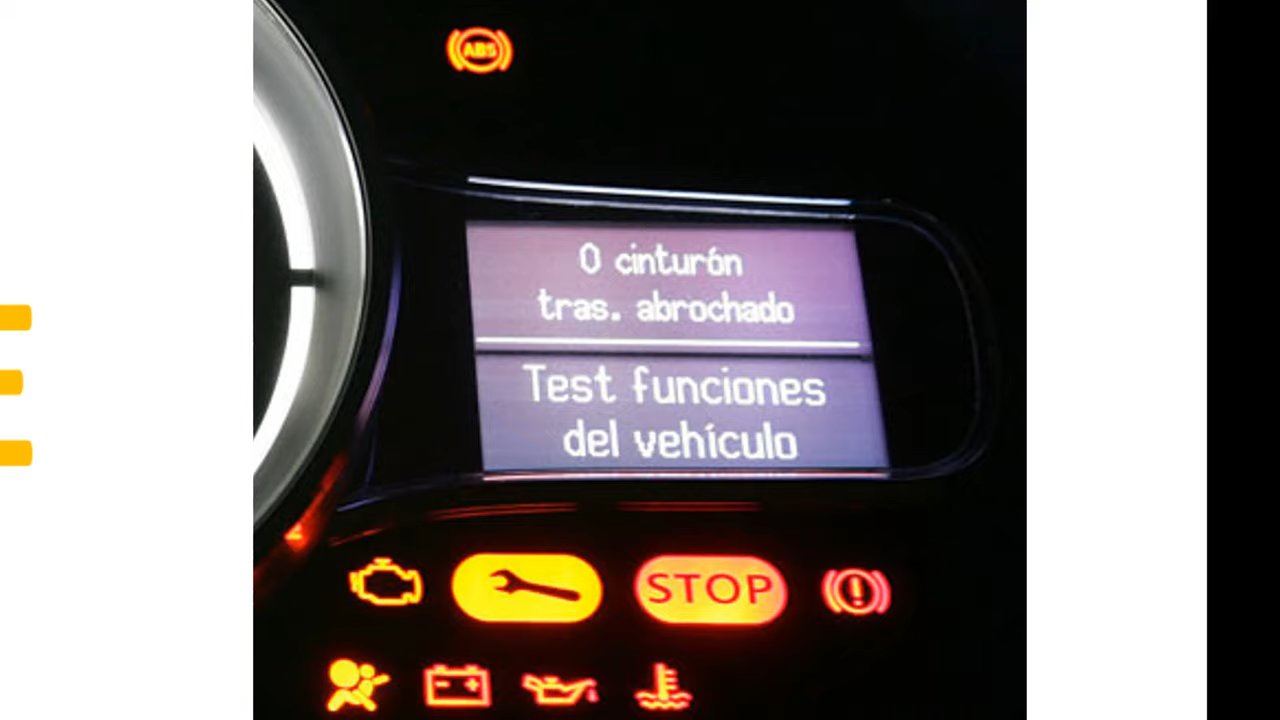 ABS
0 cinturón
tras. abrochado
Test funciones
del vehículo
STOP